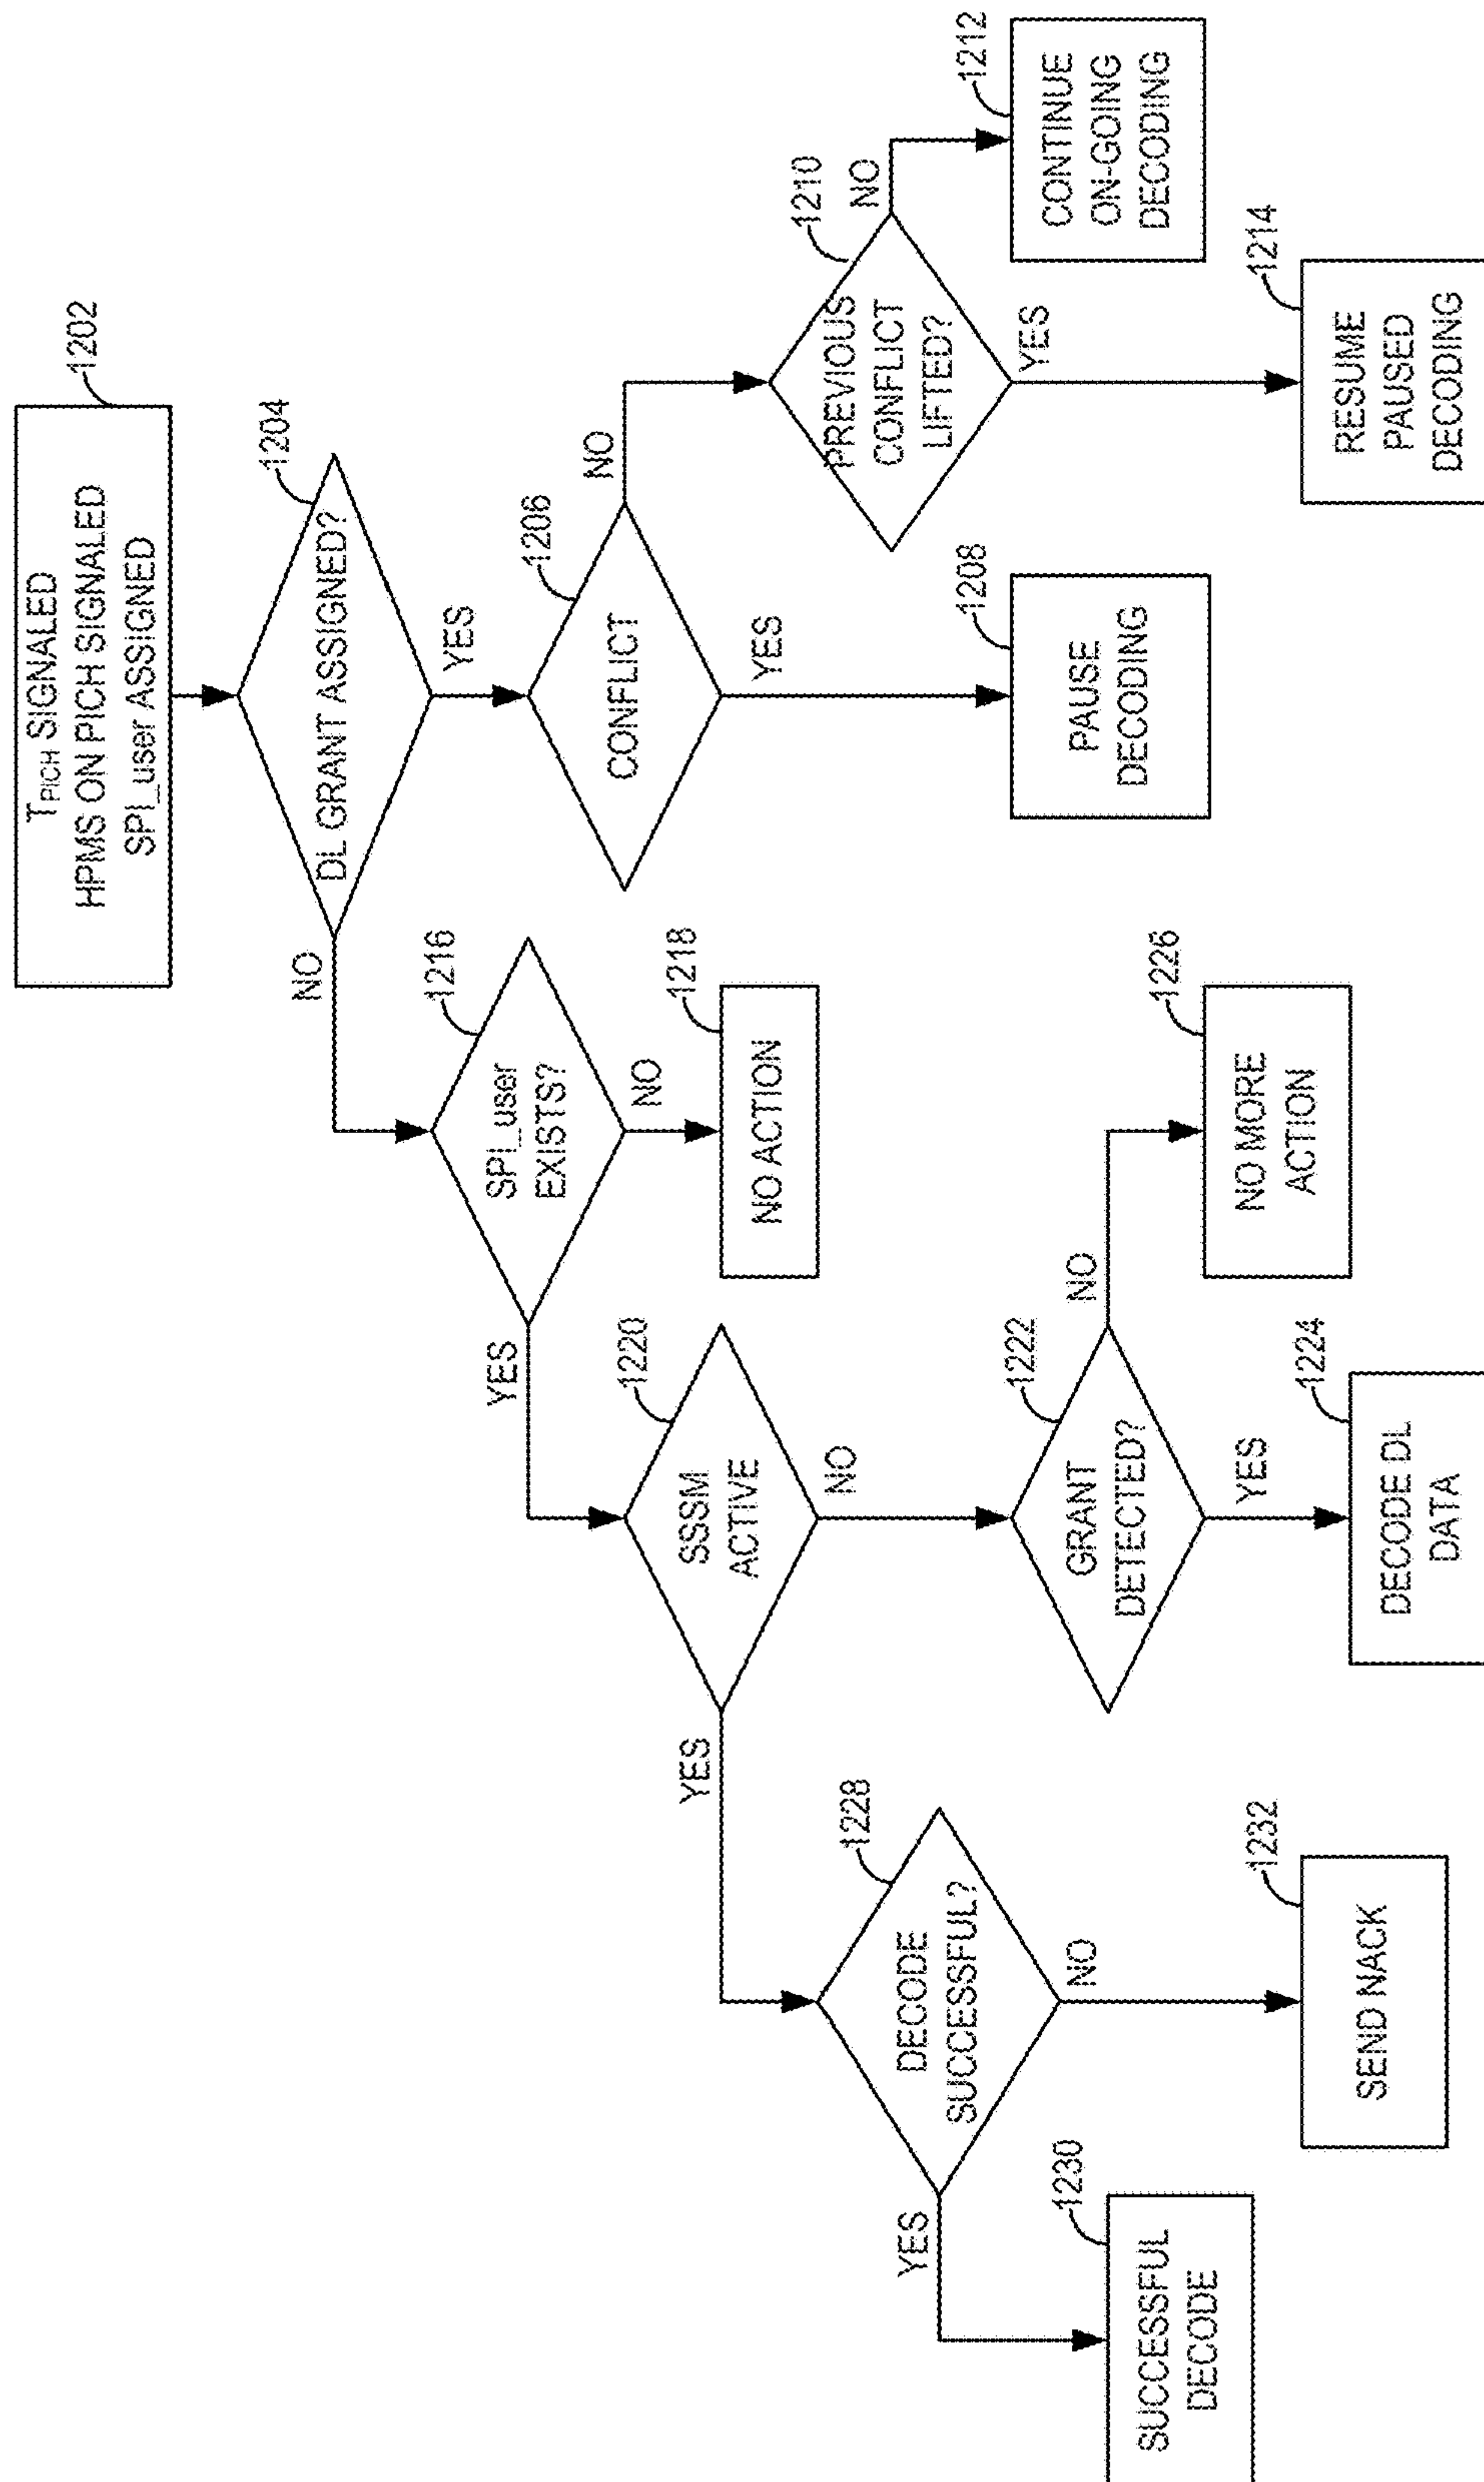 T_PICH SIGNALED
HPMS ON PICH SIGNALED
SPI_user ASSIGNED
1202
DL GRANT ASSIGNED?
1204
NO
YES
SPI_user
EXISTS?
1216
CONFLICT
1206
YES
NO
NO
YES
SSSM
ACTIVE
1220
NO ACTION
1218
PREVIOUS
CONFLICT
LIFTED?
1210
YES
NO
NO
YES
DECODE
SUCCESSFUL?
1228
GRANT
DETECTED?
1222
PAUSE
DECODING
1208
CONTINUE
ON-GOING
DECODING
1212
YES
NO
YES
NO
SUCCESSFUL
DECODE
1230
SEND NACK
1232
DECODE DL
DATA
1224
NO MORE
ACTION
1226
RESUME
PAUSED
DECODING
1214